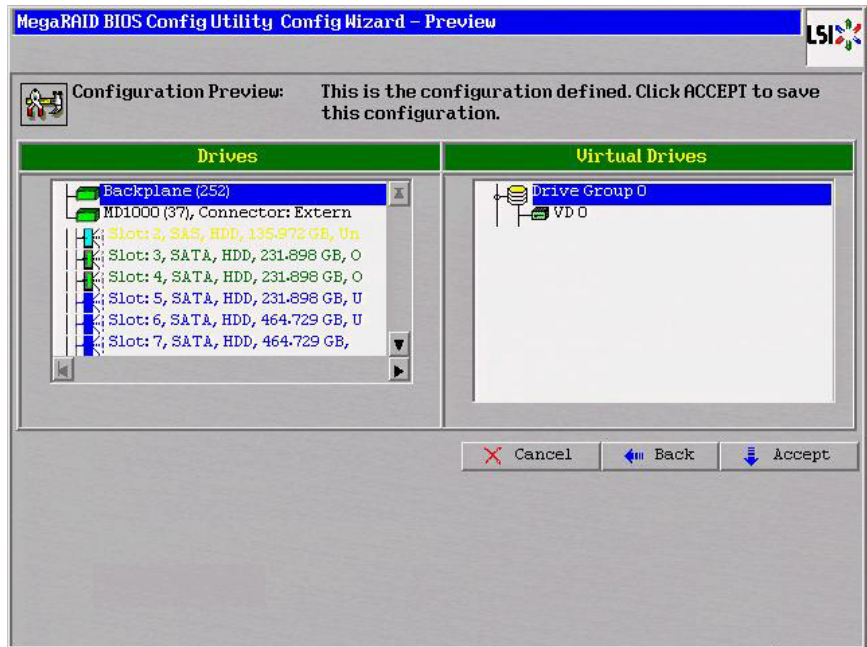 MegaRAID BIOS Config Utility Config Wizard – Preview
LSI
Configuration Preview: This is the configuration defined. Click ACCEPT to save
this configuration.
Drives
Backplane (252)
MD1000 (37), Connector: Extern
Slot: 2, SAS, HDD, 135.972 GB, Un
Slot: 3, SATA, HDD, 231.898 GB, O
Slot: 4, SATA, HDD, 231.898 GB, O
Slot: 5, SATA, HDD, 231.898 GB, U
Slot: 6, SATA, HDD, 464.729 GB, U
Slot: 7, SATA, HDD, 464.729 GB,
Virtual Drives
Drive Group 0
VD 0
Cancel
Back
Accept